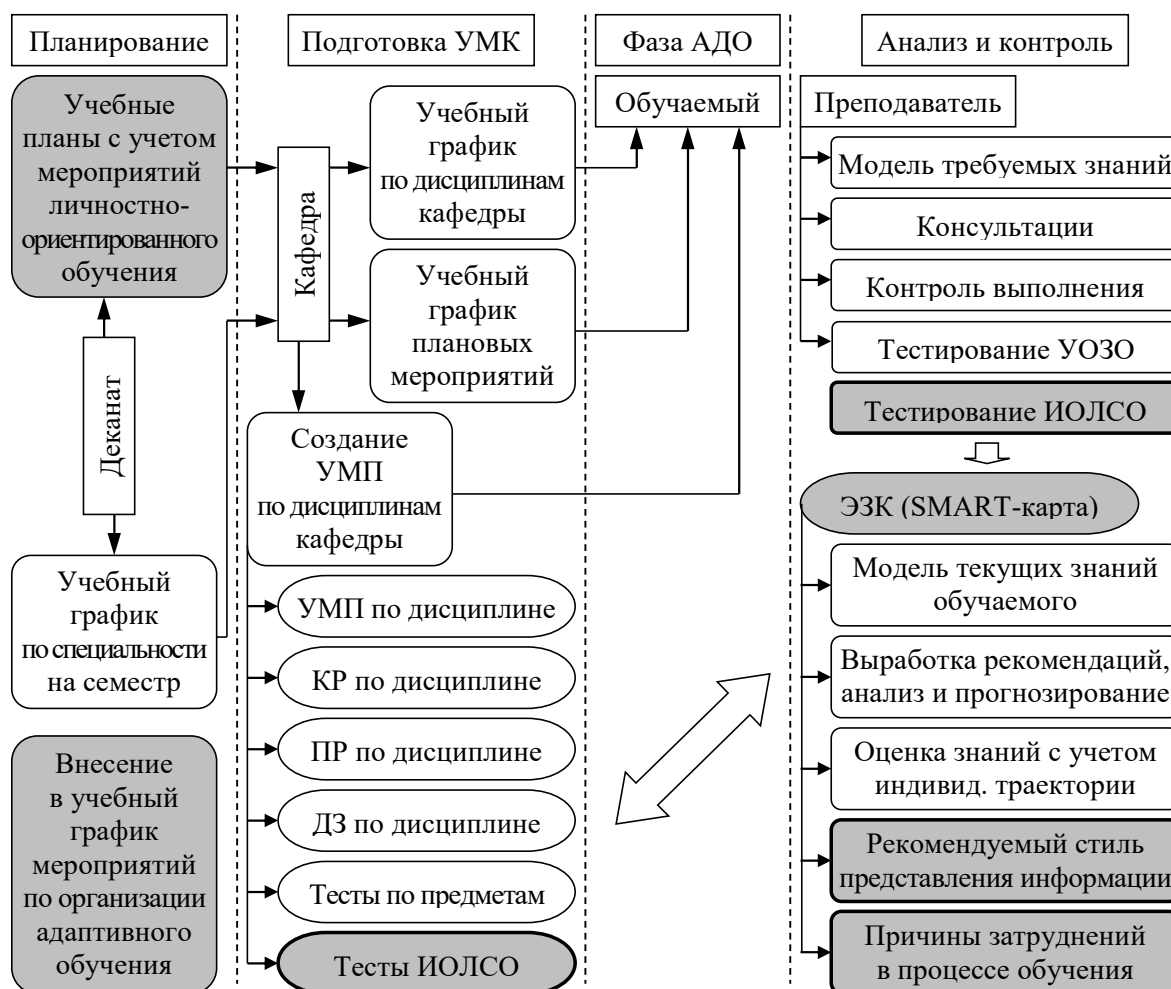 Планирование
Учебные
планы с учетом
мероприятий
личностно-
ориентированного
обучения
Деканат
Учебный
график
по специальности
на семестр
Внесение
в учебный
график
мероприятий
по организации
адаптивного
обучения
Подготовка УМК
Кафедра
Учебный
график
по дисциплинам
кафедры
Учебный
график
плановых
мероприятий
Создание
УМП
по дисциплинам
кафедры
УМП по дисциплине
КР по дисциплине
ПР по дисциплине
ДЗ по дисциплине
Тесты по предметам
Тесты ИОЛСО
Фаза АДО
Обучаемый
Анализ и контроль
Преподаватель
Модель требуемых знаний
Консультации
Контроль выполнения
Тестирование УОЗО
Тестирование ИОЛСО
ЭЗК (SMART-карта)
Модель текущих знаний
обучаемого
Выработка рекомендаций,
анализ и прогнозирование
Оценка знаний с учетом
индивид. траектории
Рекомендуемый стиль
представления информации
Причины затруднений
в процессе обучения